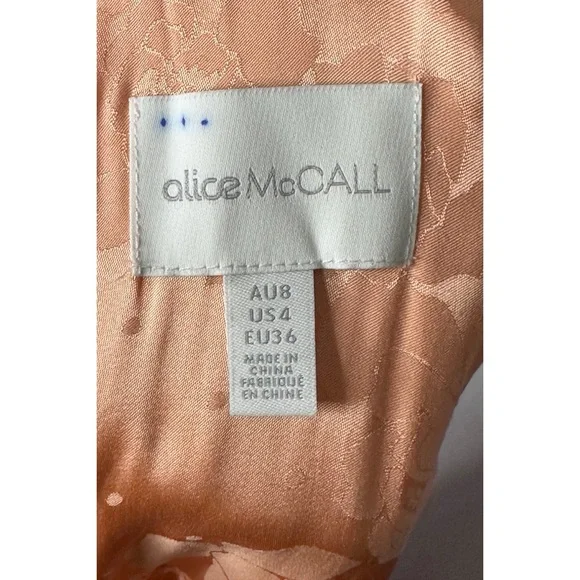 alice McCALL
AU8
US4
EU36
MADE IN
CHINA
FABRIQUÉ
EN CHINE